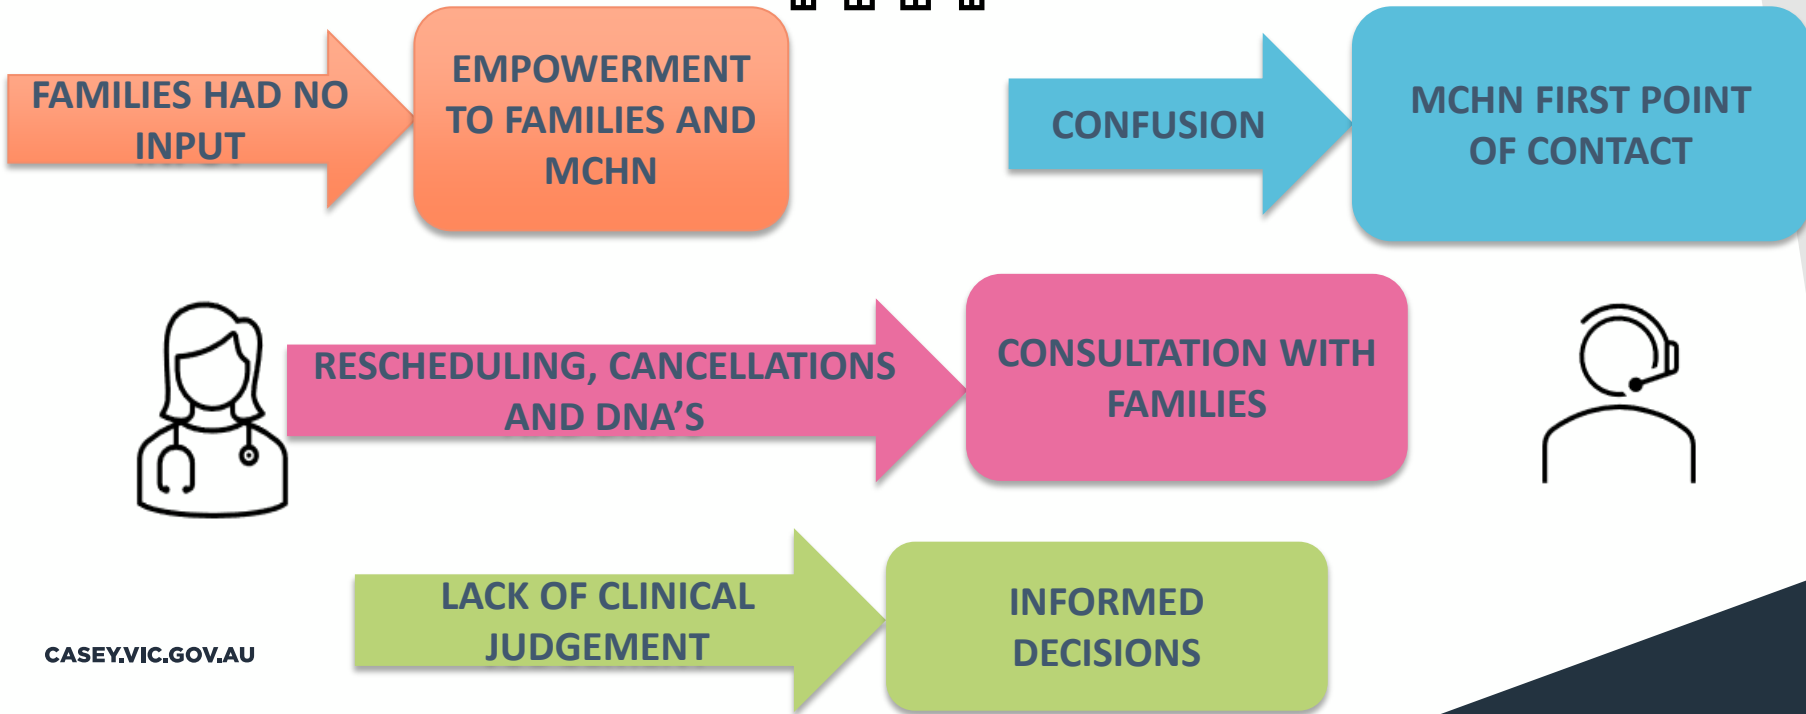 FAMILIES HAD NO
INPUT
EMPOWERMENT
TO FAMILIES AND
MCHN
CONFUSION
MCHN FIRST POINT
OF CONTACT
RESCHEDULING, CANCELLATIONS
AND DNA’S
CONSULTATION WITH
FAMILIES
LACK OF CLINICAL
JUDGEMENT
INFORMED
DECISIONS
CASEY.VIC.GOV.AU